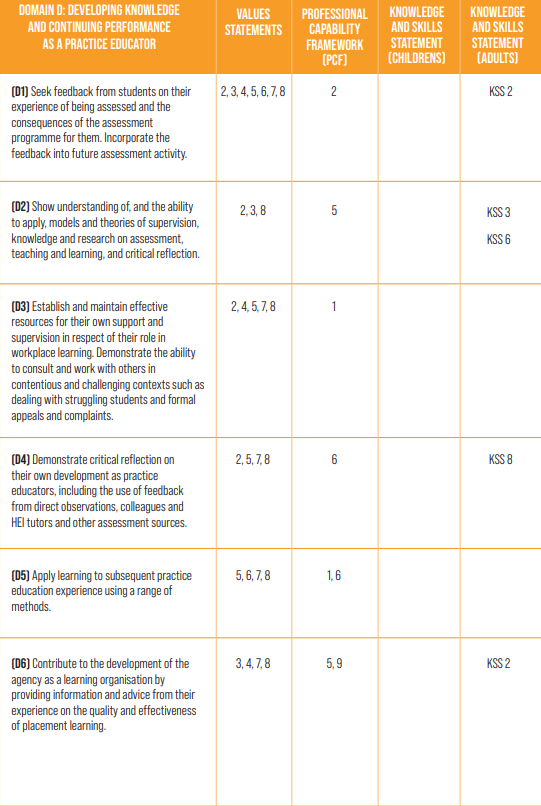 DOMAIN D: DEVELOPING KNOWLEDGE
AND CONTINUING PERFORMANCE
AS A PRACTICE EDUCATOR
VALUES
STATEMENTS
PROFESSIONAL
CAPABILITY
FRAMEWORK
(PCF)
KNOWLEDGE
AND SKILLS
STATEMENT
(CHILDRENS)
KNOWLEDGE
AND SKILLS
STATEMENT
(ADULTS)
(D1) Seek feedback from students on their
experience of being assessed and the
consequences of the assessment
programme for them. Incorporate the
feedback into future assessment activity.
2, 3, 4, 5, 6, 7, 8
2
KSS 2
(D2) Show understanding of, and the ability
to apply, models and theories of supervision,
knowledge and research on assessment,
teaching and learning, and critical reflection.
2, 3, 8
5
KSS 3
KSS 6
(D3) Establish and maintain effective
resources for their own support and
supervision in respect of their role in
workplace learning. Demonstrate the ability
to consult and work with others in
contentious and challenging contexts such as
dealing with struggling students and formal
appeals and complaints.
2, 4, 5, 7, 8
1
(D4) Demonstrate critical reflection on
their own development as practice
educators, including the use of feedback
from direct observations, colleagues and
HEI tutors and other assessment sources.
2, 5, 7, 8
6
KSS 8
(D5) Apply learning to subsequent practice
education experience using a range of
methods.
5, 6, 7, 8
1, 6
(D6) Contribute to the development of the
agency as a learning organisation by
providing information and advice from their
experience on the quality and effectiveness
of placement learning.
3, 4, 7, 8
5, 9
KSS 2